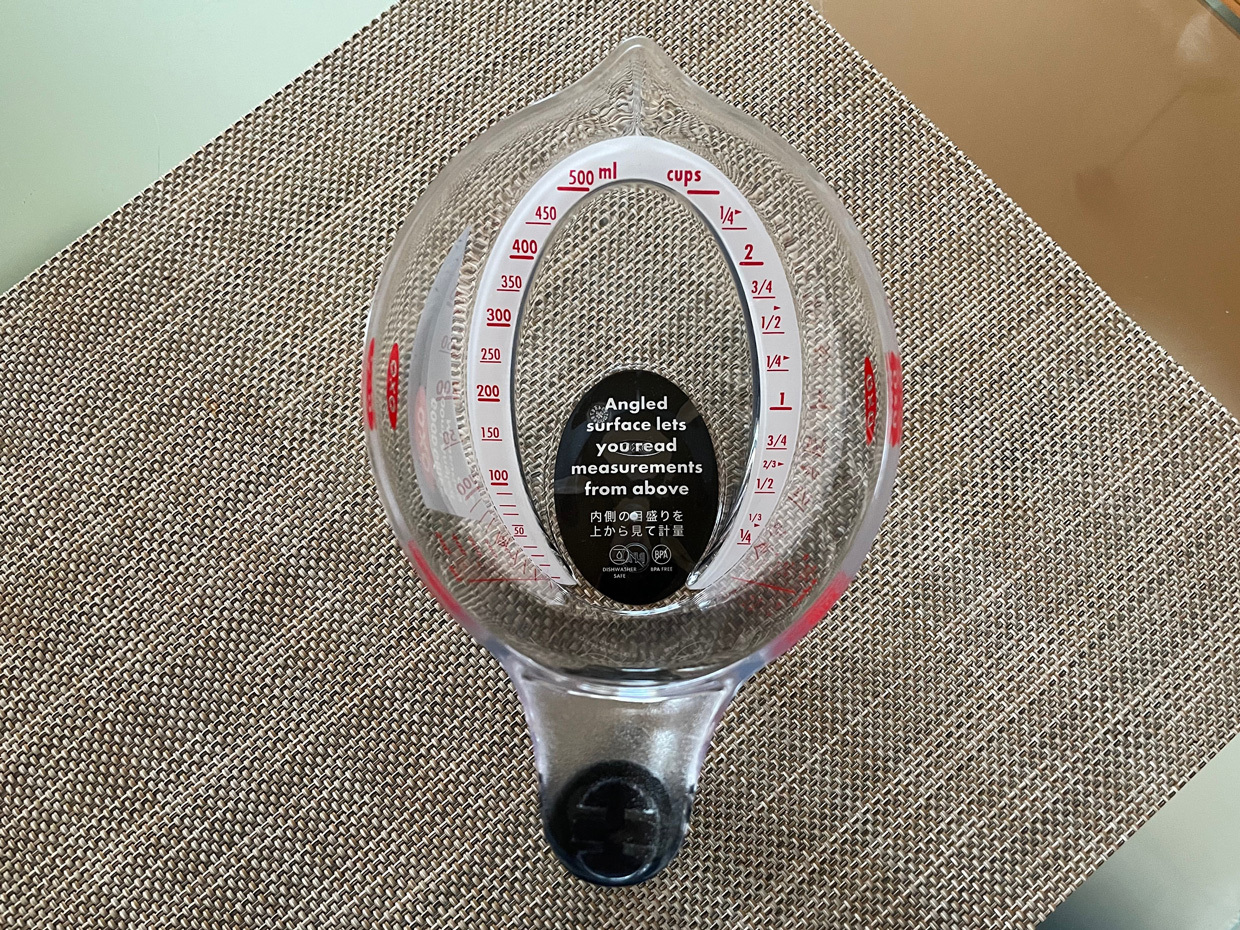 500 ml
450
400
350
300
250
200
150
100
50
cups
1/4
2
3/4
1/2
1/4
1
3/4
2/3
1/2
1/3
1/4
OXO
OXO
Angled
surface lets
you read
measurements
from above
内側の目盛りを
上から見て計量
DISHWASHER
SAFE
BPA
BPA FREE